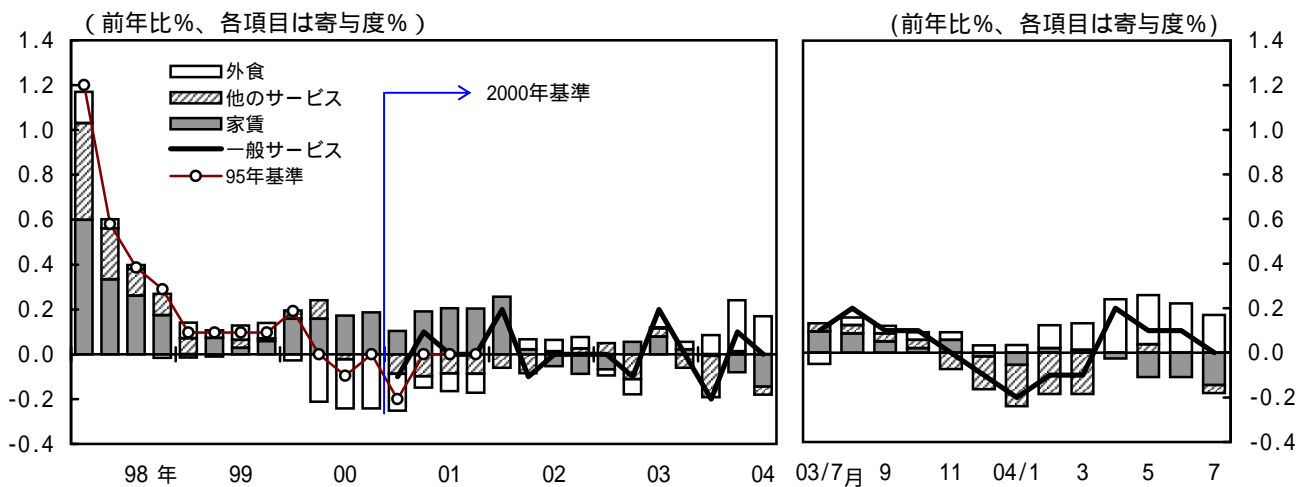 （前年比％、各項目は寄与度％）
1.4
1.2
1.0
0.8
0.6
0.4
0.2
0.0
-0.2
-0.4
外食
他のサービス
家賃
一般サービス
95年基準
2000年基準
98 年 99 00 01 02 03 04
(前年比％、各項目は寄与度％)
1.4
1.2
1.0
0.8
0.6
0.4
0.2
0.0
-0.2
-0.4
03/7月 9 11 04/1 3 5 7